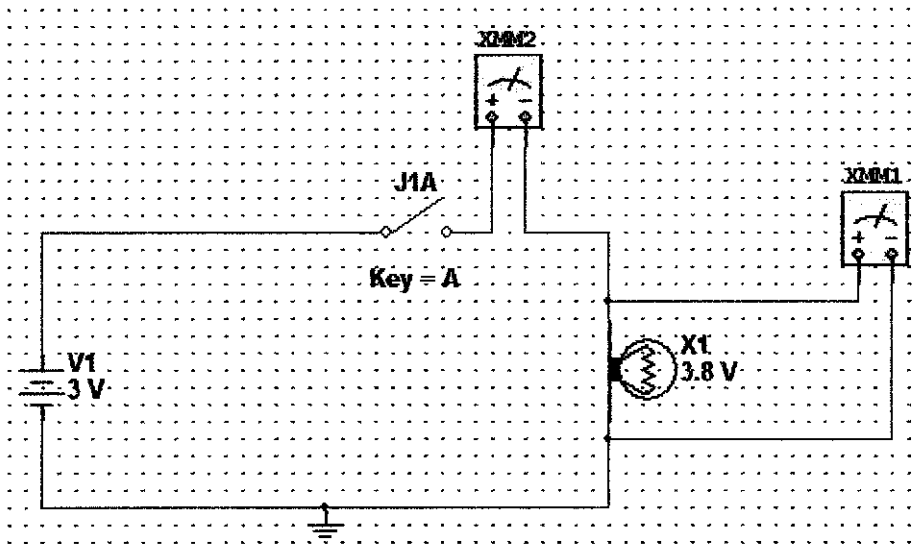 XMM2
+ -
J1A
XMM1
+ -
Key = A
V1
3 V
X1
3.8 V